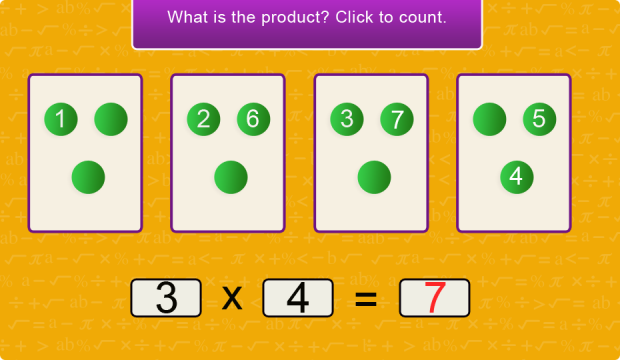 What is the product? Click to count.
1
2 6
3 7
5
4
3 x 4 = 7